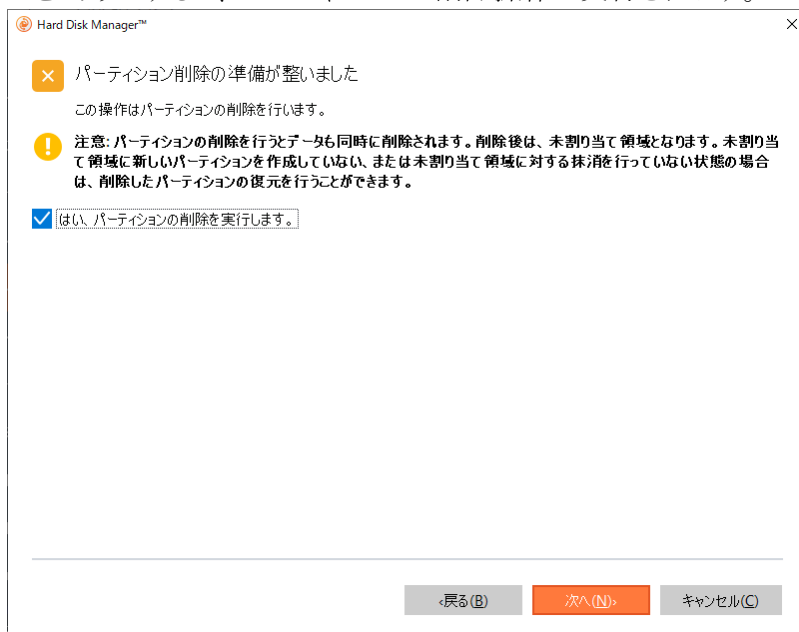 Hard Disk Manager™
パーティション削除の準備が整いました
この操作はパーティションの削除を行います。
注意: パーティションの削除を行うとデータも同時に削除されます。削除後は、未割り当て領域となります。未割り当
て領域に新しいパーティションを作成していない、または未割り当て領域に対する抹消を行っていない状態の場合
は、削除したパーティションの復元を行うことができます。
はい、パーティションの削除を実行します。
‹戻る(B) 次へ(N)› キャンセル(C)